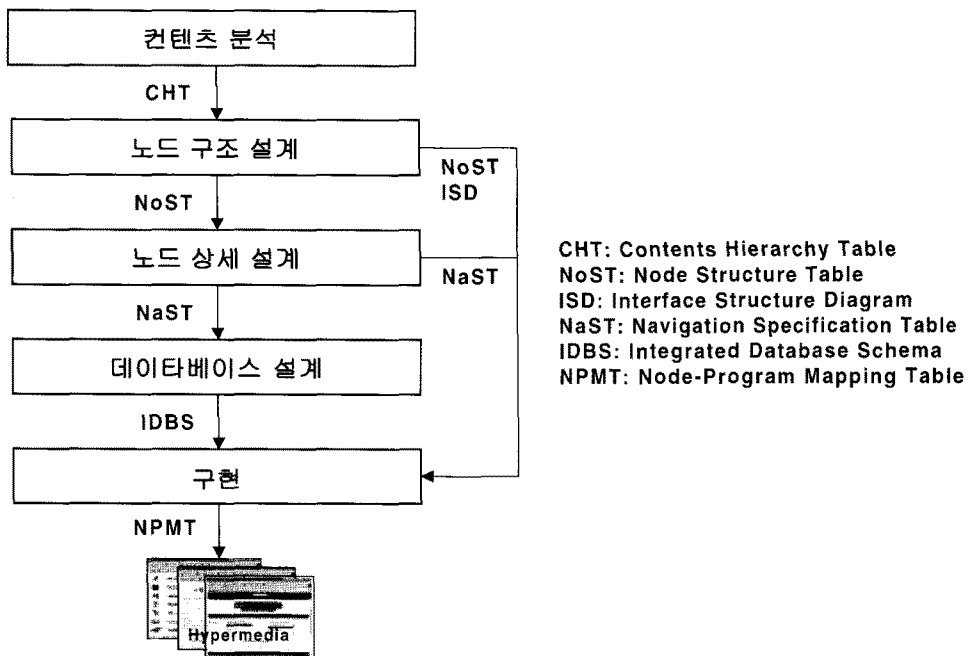 컨텐츠 분석
CHT
노드 구조 설계
NoST
ISD
NoST
노드 상세 설계
NaST
NaST
데이타베이스 설계
IDBS
구현
NPMT
Hypermedia
CHT: Contents Hierarchy Table
NoST: Node Structure Table
ISD: Interface Structure Diagram
NaST: Navigation Specification Table
IDBS: Integrated Database Schema
NPMT: Node-Program Mapping Table